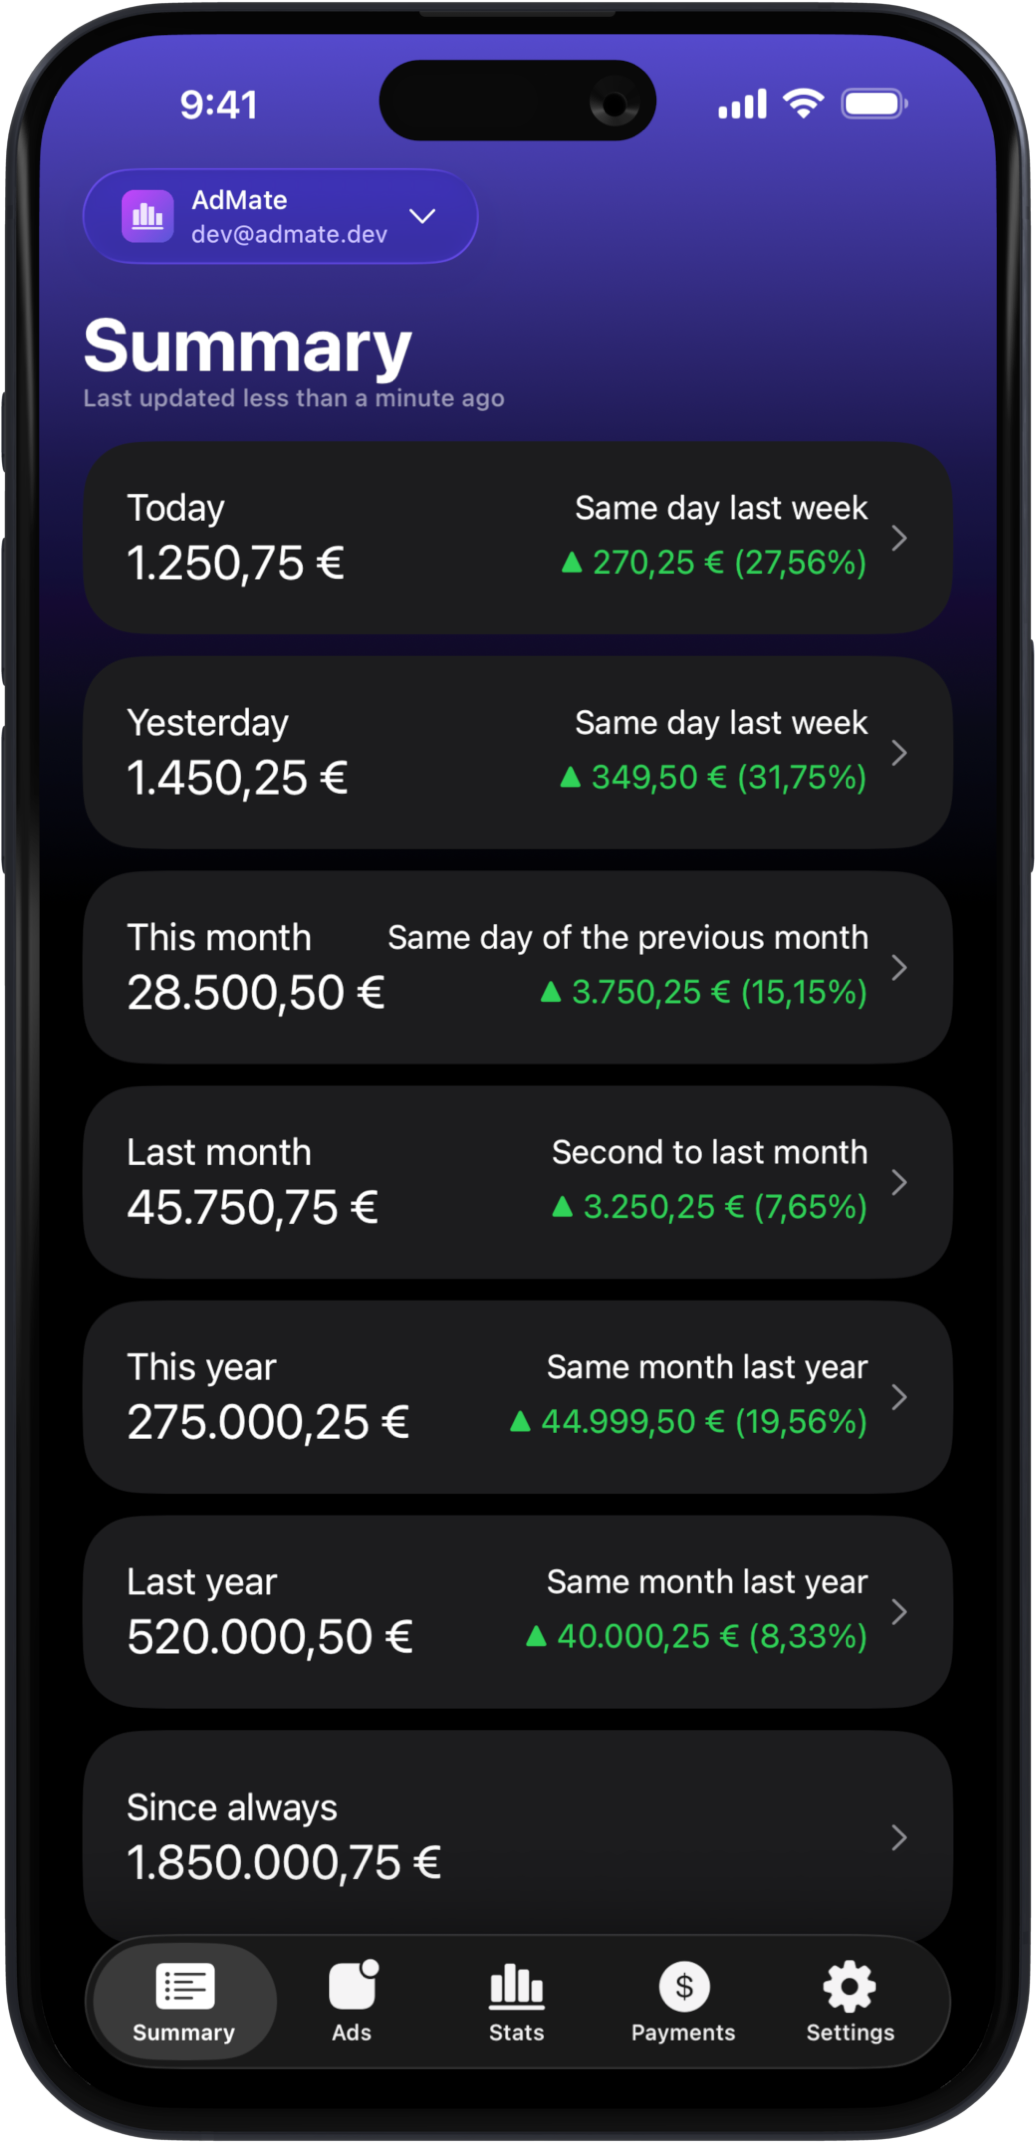 9:41
AdMate
dev@admate.dev
Summary
Last updated less than a minute ago
Today
Same day last week
1.250,75 €
▲ 270,25 € (27,56%)
Yesterday
Same day last week
1.450,25 €
▲ 349,50 € (31,75%)
This month
Same day of the previous month
28.500,50 €
▲ 3.750,25 € (15,15%)
Last month
Second to last month
45.750,75 €
▲ 3.250,25 € (7,65%)
This year
Same month last year
275.000,25 €
▲ 44.999,50 € (19,56%)
Last year
Same month last year
520.000,50 €
▲ 40.000,25 € (8,33%)
Since always
1.850.000,75 €
Summary
Ads
Stats
$
Payments
Settings